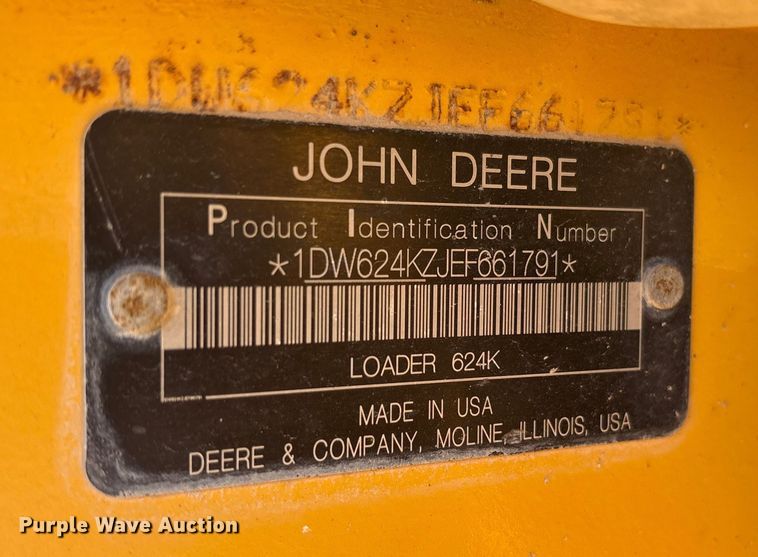 *1DW624KZJEF661791*
JOHN DEERE
Product Identification Number
*1DW624KZJEF661791*
LOADER 624K
MADE IN USA
DEERE & COMPANY, MOLINE, ILLINOIS, USA
Purple Wave Auction